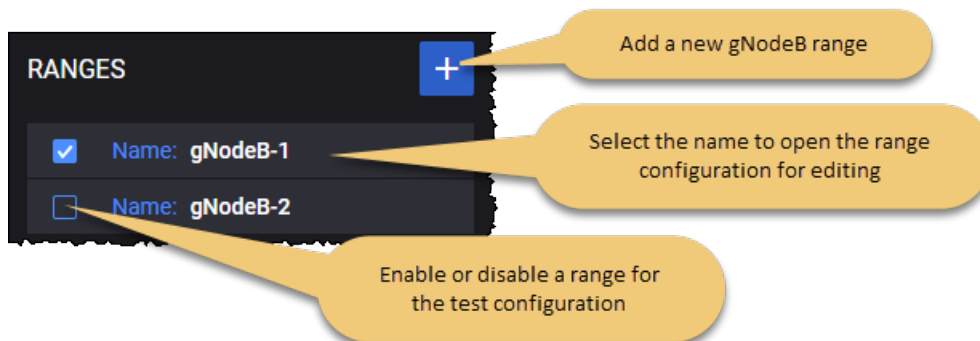 Add a new gNodeB range
RANGES
+
Select the name to open the range
configuration for editing
Name: gNodeB-1
Name: gNodeB-2
Enable or disable a range for
the test configuration